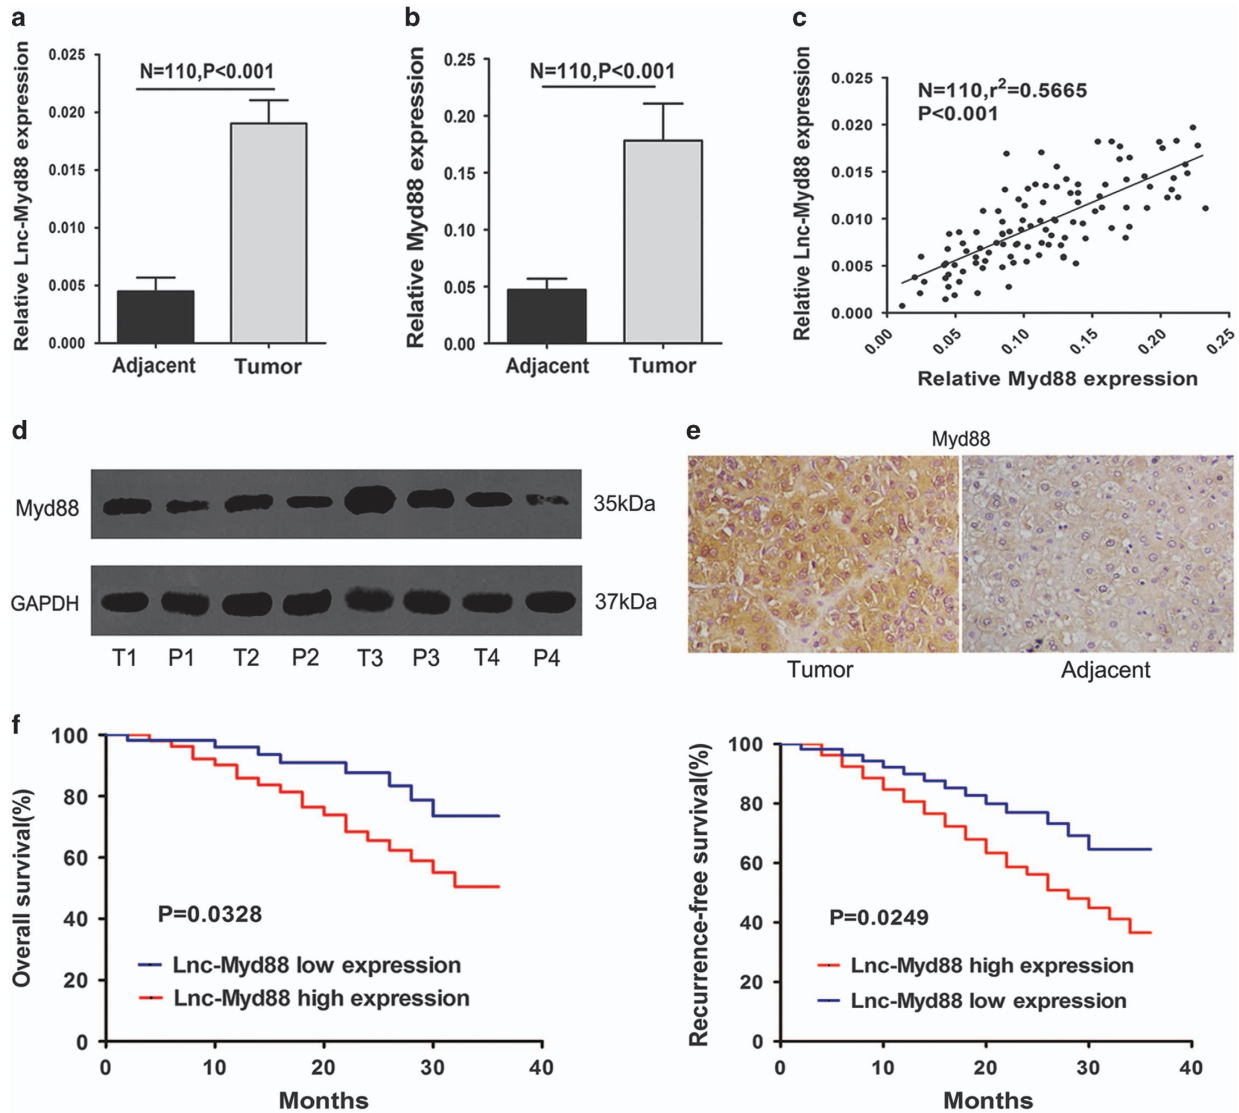 a
Relative Lnc-Myd88 expression
0.025
0.020
0.015
0.010
0.005
0.000
N=110,P<0.001
Adjacent
Tumor
b
Relative Myd88 expression
0.25
0.20
0.15
0.10
0.05
0.00
N=110,P<0.001
Adjacent
Tumor
c
Relative Lnc-Myd88 expression
0.025
0.020
0.015
0.010
0.005
0.000
N=110,r²=0.5665
P<0.001
0.00 0.05 0.10 0.15 0.20 0.25
Relative Myd88 expression
d
Myd88
35kDa
GAPDH
37kDa
T1 P1 T2 P2 T3 P3 T4 P4
e
Myd88
Tumor
Adjacent
f
Overall survival(%)
100
80
60
40
20
0
P=0.0328
Lnc-Myd88 low expression
Lnc-Myd88 high expression
0 10 20 30 40
Months
Recurrence-free survival(%)
100
80
60
40
20
0
P=0.0249
Lnc-Myd88 high expression
Lnc-Myd88 low expression
0 10 20 30 40
Months